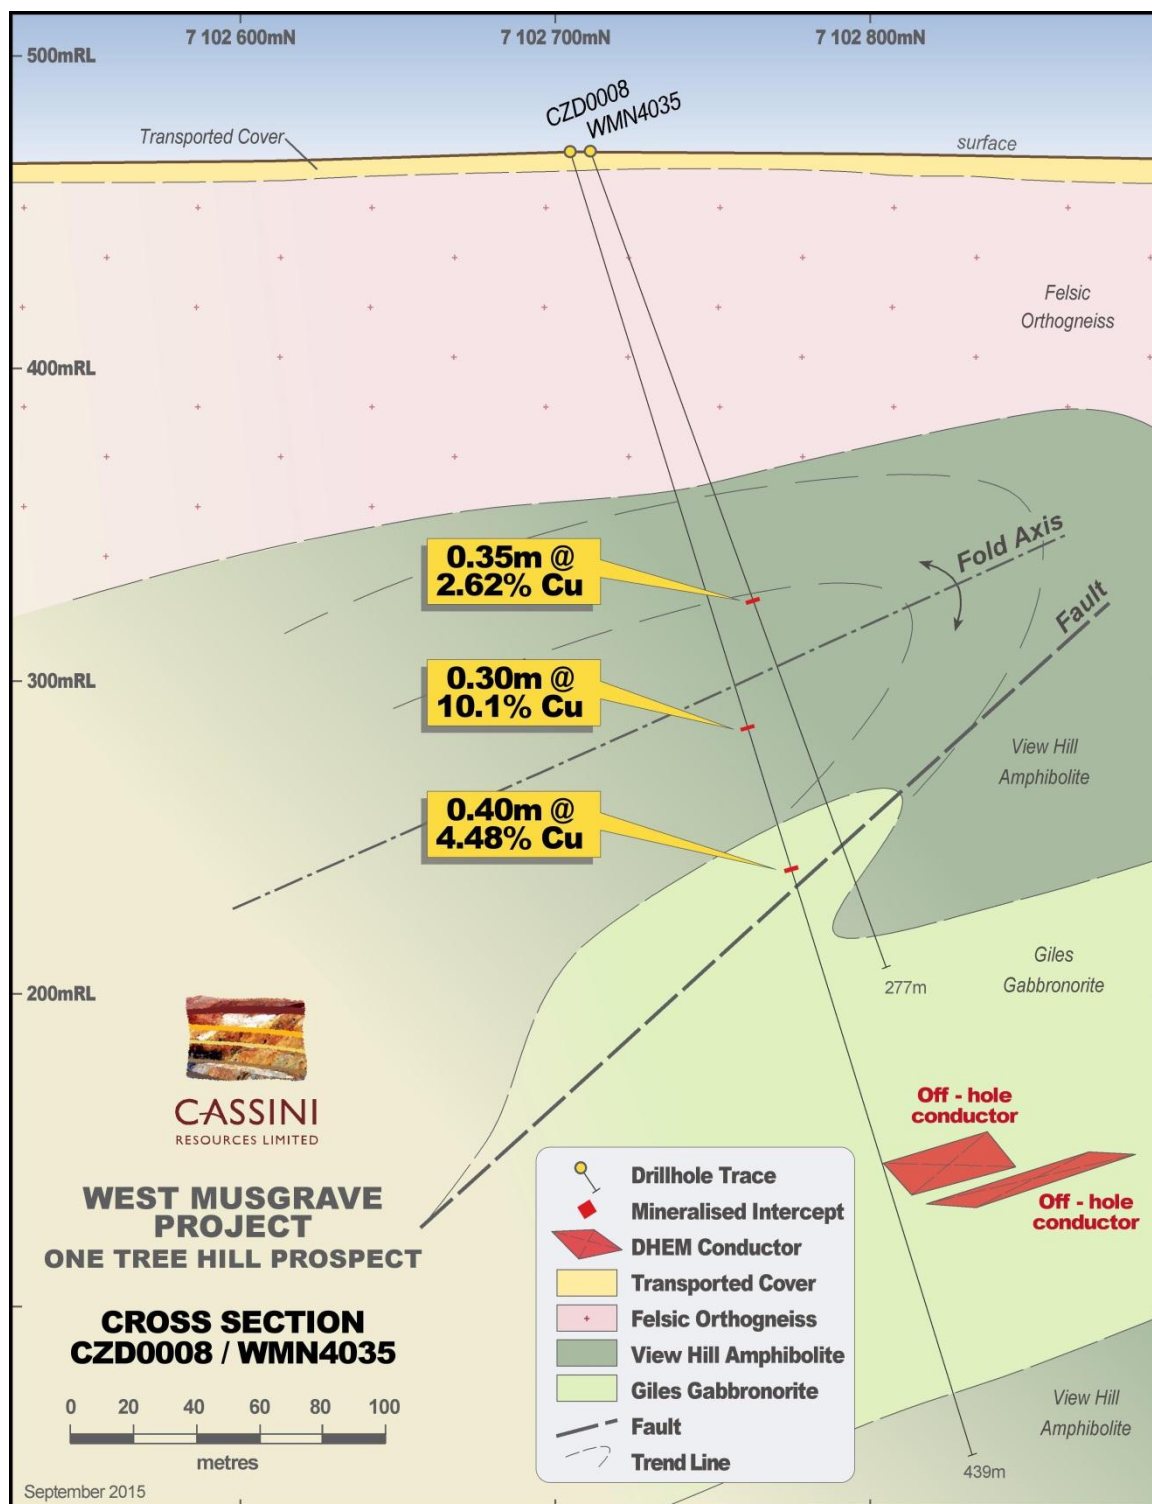 7 102 600mN
7 102 700mN
7 102 800mN
500mRL
CZD0008
WMN4035
Transported Cover
surface
Felsic
Orthogneiss
400mRL
Fold Axis
0.35m @
2.62% Cu
Fault
300mRL
0.30m @
10.1% Cu
View Hill
Amphibolite
0.40m @
4.48% Cu
Giles
Gabbronorite
277m
200mRL
CASSINI
RESOURCES LIMITED
Off - hole
conductor
Off - hole
conductor
WEST MUSGRAVE
PROJECT
ONE TREE HILL PROSPECT
CROSS SECTION
CZD0008 / WMN4035
0 20 40 60 80 100
metres
September 2015
Drillhole Trace
Mineralised Intercept
DHEM Conductor
Transported Cover
Felsic Orthogneiss
View Hill Amphibolite
Giles Gabbronorite
Fault
Trend Line
View Hill
Amphibolite
439m